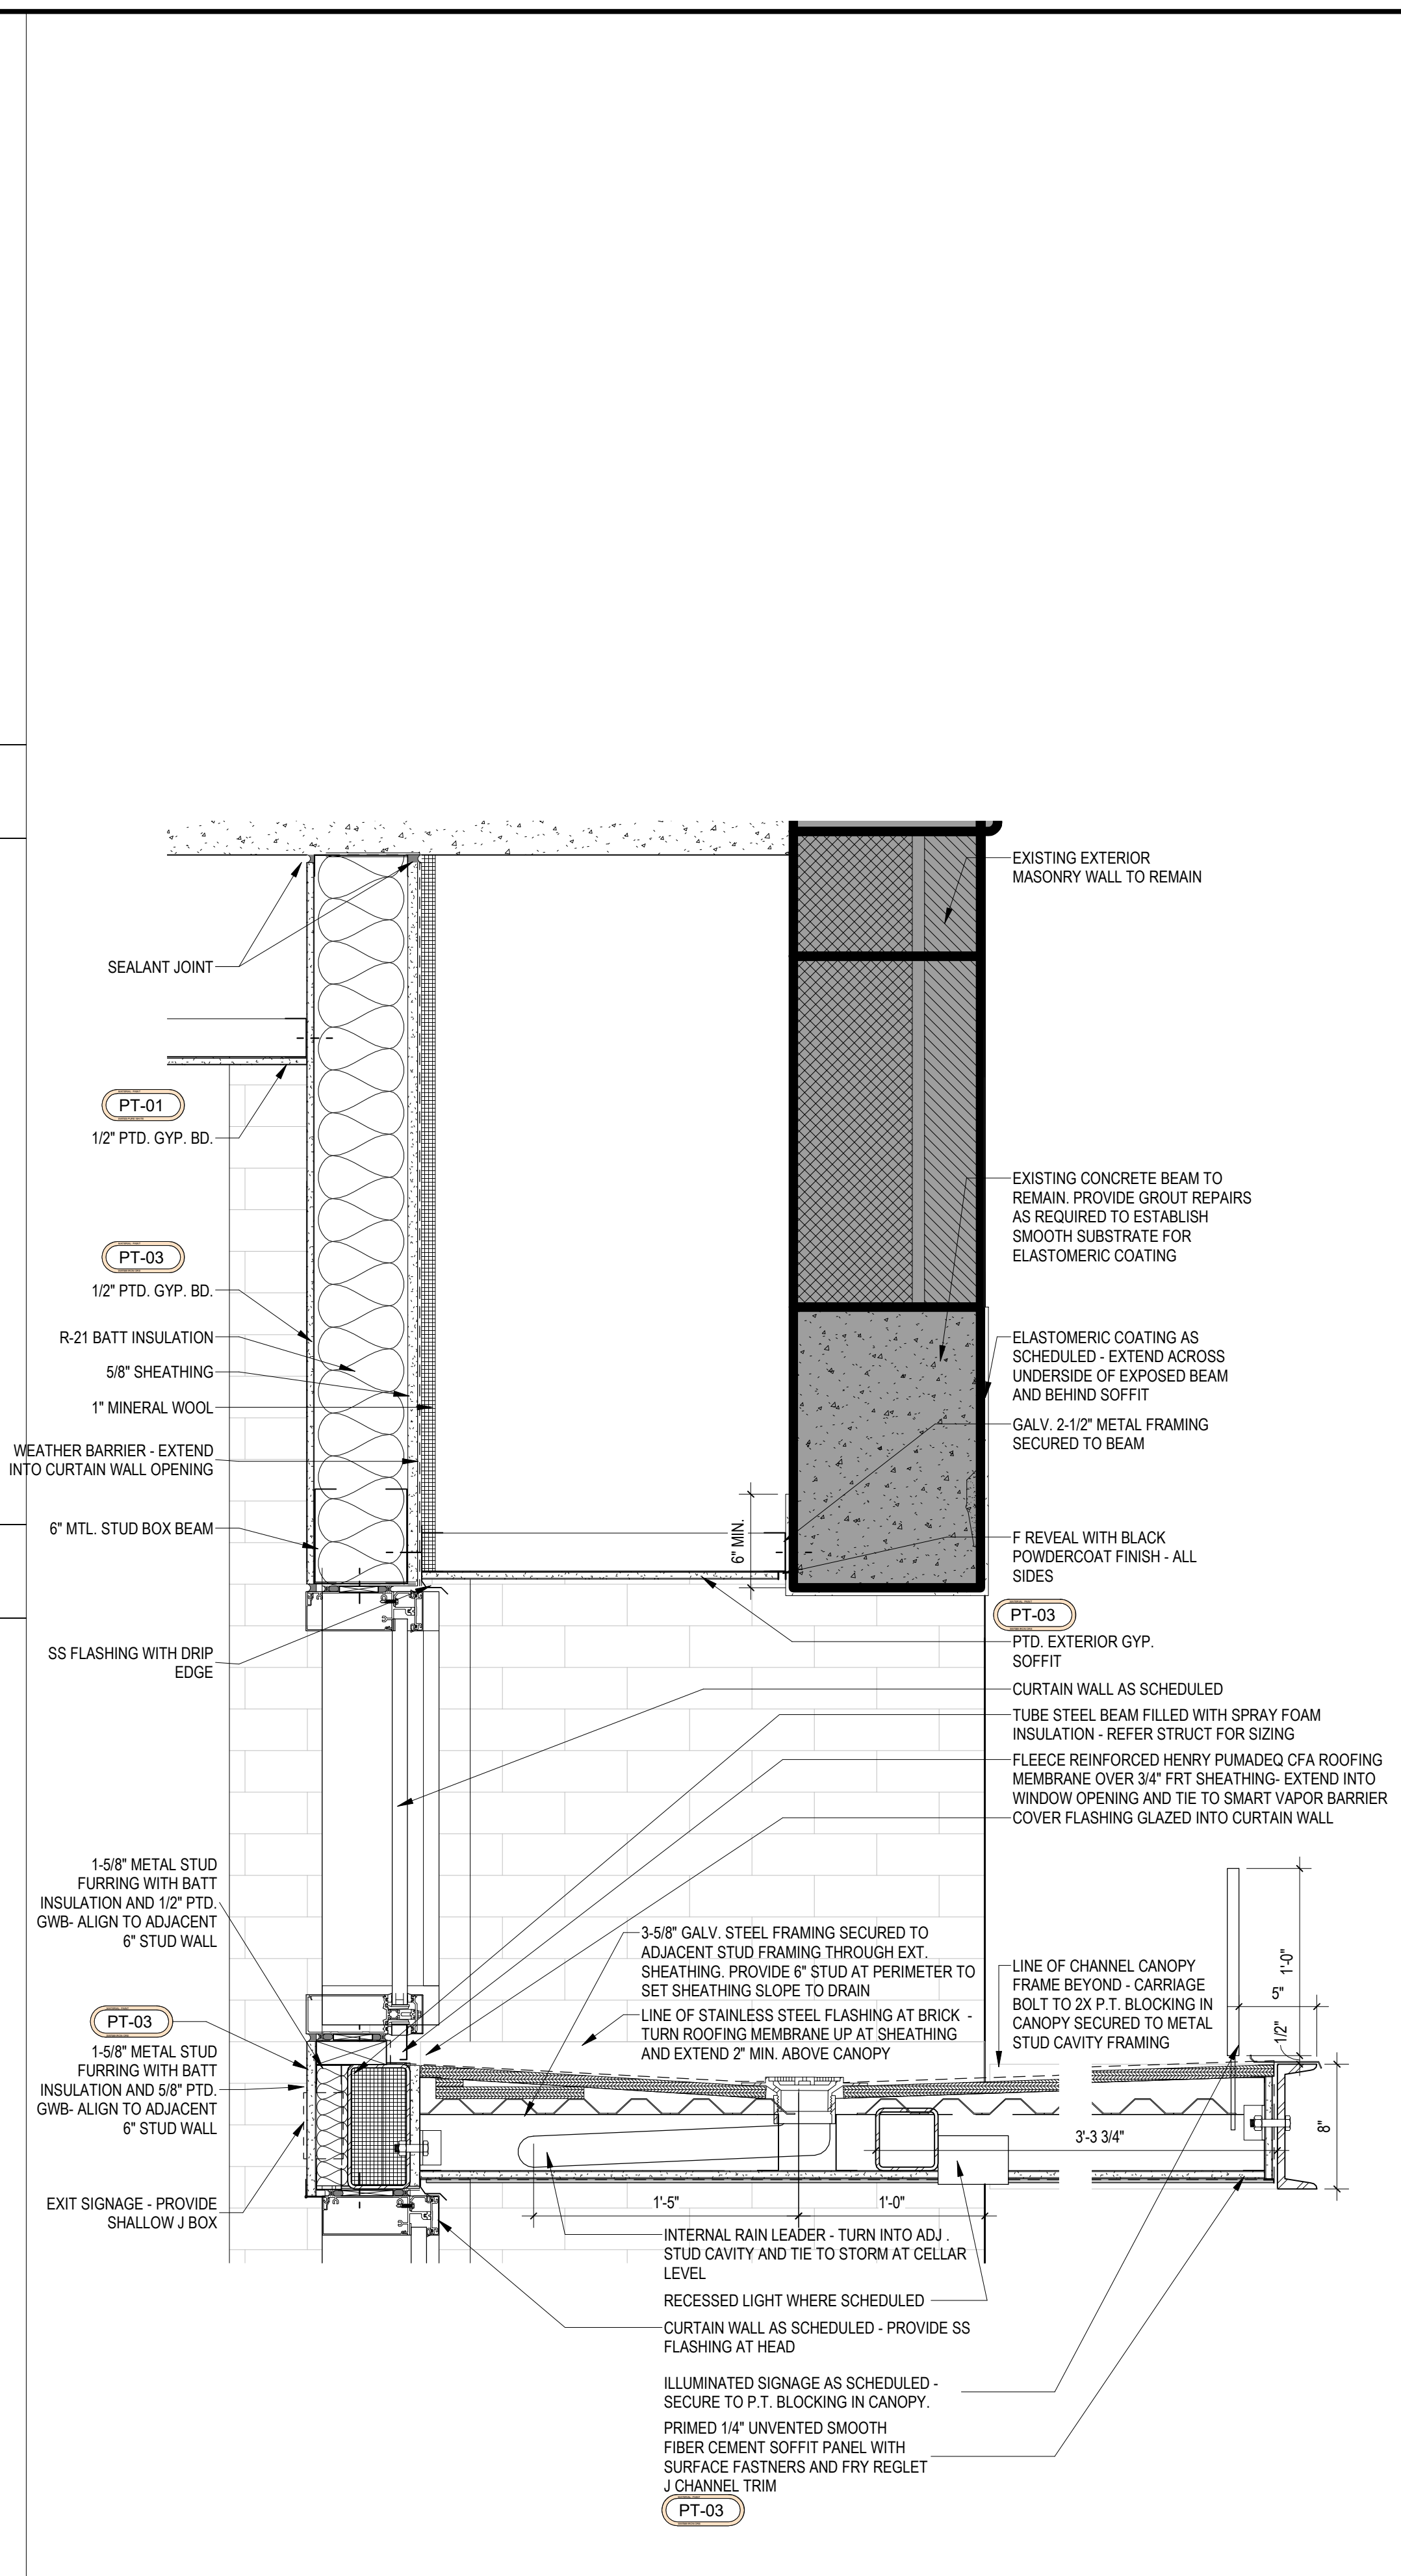 EXISTING EXTERIOR
MASONRY WALL TO REMAIN
SEALANT JOINT
PT-01
1/2" PTD. GYP. BD.
EXISTING CONCRETE BEAM TO
REMAIN. PROVIDE GROUT REPAIRS
AS REQUIRED TO ESTABLISH
SMOOTH SUBSTRATE FOR
ELASTOMERIC COATING
PT-03
1/2" PTD. GYP. BD.
R-21 BATT INSULATION
5/8" SHEATHING
1" MINERAL WOOL
WEATHER BARRIER - EXTEND
INTO CURTAIN WALL OPENING
6" MTL. STUD BOX BEAM
ELASTOMERIC COATING AS
SCHEDULED - EXTEND ACROSS
UNDERSIDE OF EXPOSED BEAM
AND BEHIND SOFFIT
GALV. 2-1/2" METAL FRAMING
SECURED TO BEAM
6" MIN.
F REVEAL WITH BLACK
POWDERCOAT FINISH - ALL
SIDES
PT-03
PTD. EXTERIOR GYP.
SOFFIT
SS FLASHING WITH DRIP
EDGE
CURTAIN WALL AS SCHEDULED
TUBE STEEL BEAM FILLED WITH SPRAY FOAM
INSULATION - REFER STRUCT FOR SIZING
FLEECE REINFORCED HENRY PUMADEQ CFA ROOFING
MEMBRANE OVER 3/4" FRT SHEATHING- EXTEND INTO
WINDOW OPENING AND TIE TO SMART VAPOR BARRIER
COVER FLASHING GLAZED INTO CURTAIN WALL
1-5/8" METAL STUD
FURRING WITH BATT
INSULATION AND 1/2" PTD.
GWB- ALIGN TO ADJACENT
6" STUD WALL
3-5/8" GALV. STEEL FRAMING SECURED TO
ADJACENT STUD FRAMING THROUGH EXT.
SHEATHING. PROVIDE 6" STUD AT PERIMETER TO
SET SHEATHING SLOPE TO DRAIN
LINE OF STAINLESS STEEL FLASHING AT BRICK -
TURN ROOFING MEMBRANE UP AT SHEATHING
AND EXTEND 2" MIN. ABOVE CANOPY
LINE OF CHANNEL CANOPY
FRAME BEYOND - CARRIAGE
BOLT TO 2X P.T. BLOCKING IN
CANOPY SECURED TO METAL
STUD CAVITY FRAMING
1'-0"
5"
1/2"
8"
3'-3 3/4"
PT-03
1-5/8" METAL STUD
FURRING WITH BATT
INSULATION AND 5/8" PTD.
GWB- ALIGN TO ADJACENT
6" STUD WALL
EXIT SIGNAGE - PROVIDE
SHALLOW J BOX
1'-5"
1'-0"
INTERNAL RAIN LEADER - TURN INTO ADJ .
STUD CAVITY AND TIE TO STORM AT CELLAR
LEVEL
RECESSED LIGHT WHERE SCHEDULED
CURTAIN WALL AS SCHEDULED - PROVIDE SS
FLASHING AT HEAD
ILLUMINATED SIGNAGE AS SCHEDULED -
SECURE TO P.T. BLOCKING IN CANOPY.
PRIMED 1/4" UNVENTED SMOOTH
FIBER CEMENT SOFFIT PANEL WITH
SURFACE FASTNERS AND FRY REGLET
J CHANNEL TRIM
PT-03